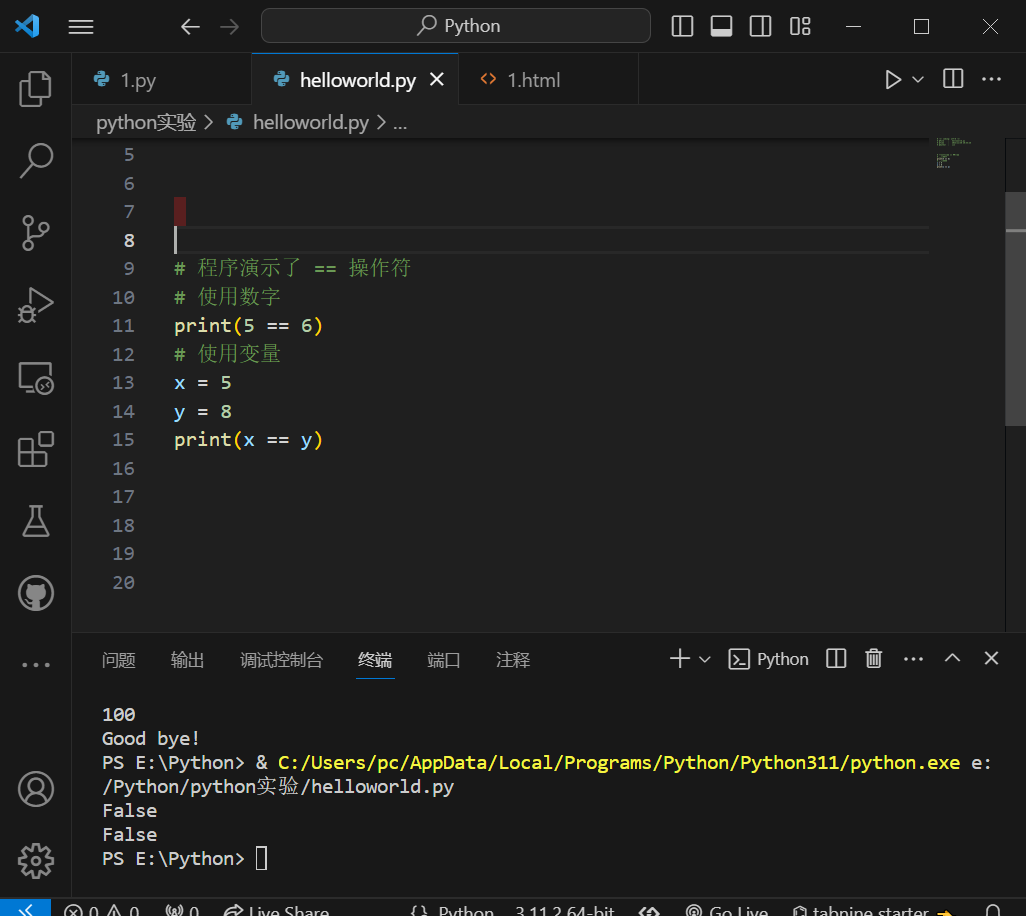 Python
1.py
helloworld.py
1.html
python实验 > helloworld.py > ...
5
6
7
8
9 # 程序演示了 == 操作符
10 # 使用数字
11 print(5 == 6)
12 # 使用变量
13 x = 5
14 y = 8
15 print(x == y)
16
17
18
19
20
问题 输出 调试控制台 终端 端口 注释
Python
100
Good bye!
PS E:\Python> & C:/Users/pc/AppData/Local/Programs/Python/Python311/python.exe e:
/Python/python实验/helloworld.py
False
False
PS E:\Python>
0 0 0 Live Share {} Python 3.11.2 64-bit Go Live tabnine starter